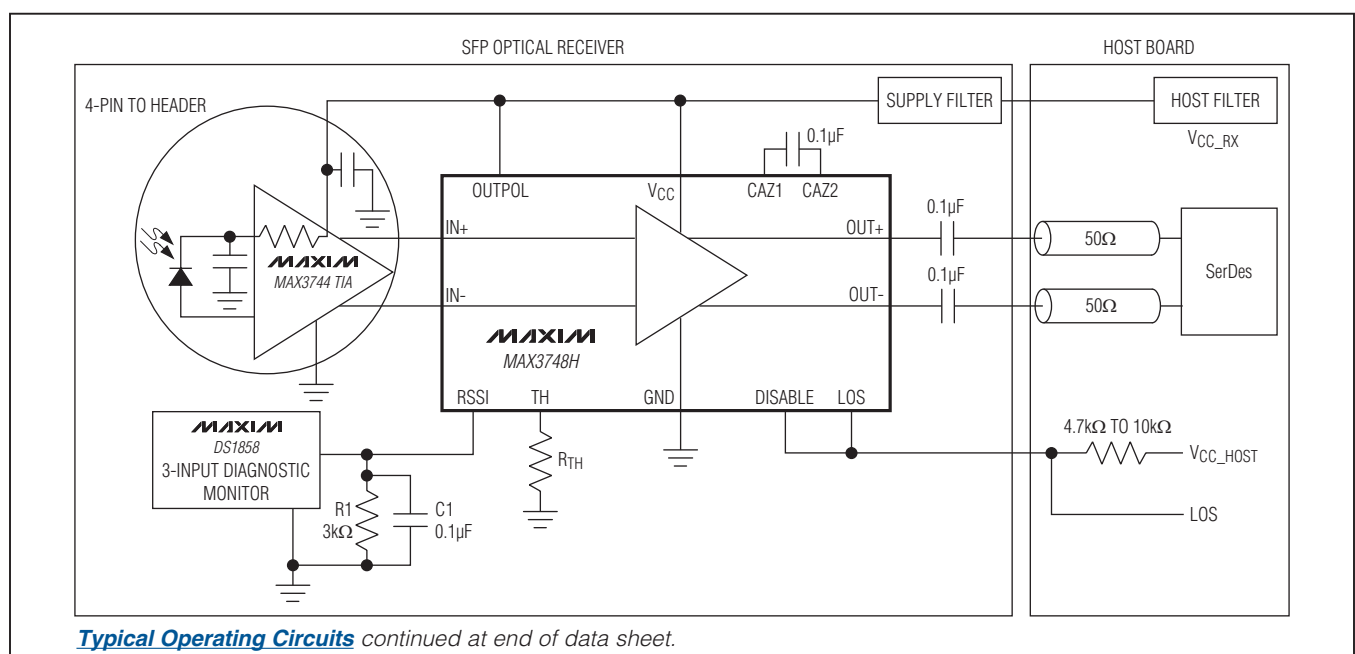 SFP OPTICAL RECEIVER
HOST BOARD
4-PIN TO HEADER
SUPPLY FILTER
HOST FILTER
VCC_RX
0.1µF
OUTPOL
VCC
CAZ1
CAZ2
IN+
IN-
OUT+
OUT-
0.1µF
0.1µF
50Ω
50Ω
SerDes
MAXIM
MAX3744 TIA
MAXIM
MAX3748H
RSSI
TH
GND
DISABLE
LOS
MAXIM
DS1858
3-INPUT DIAGNOSTIC
MONITOR
R1
3kΩ
C1
0.1µF
RTH
4.7kΩ TO 10kΩ
VCC_HOST
LOS
Typical Operating Circuits continued at end of data sheet.